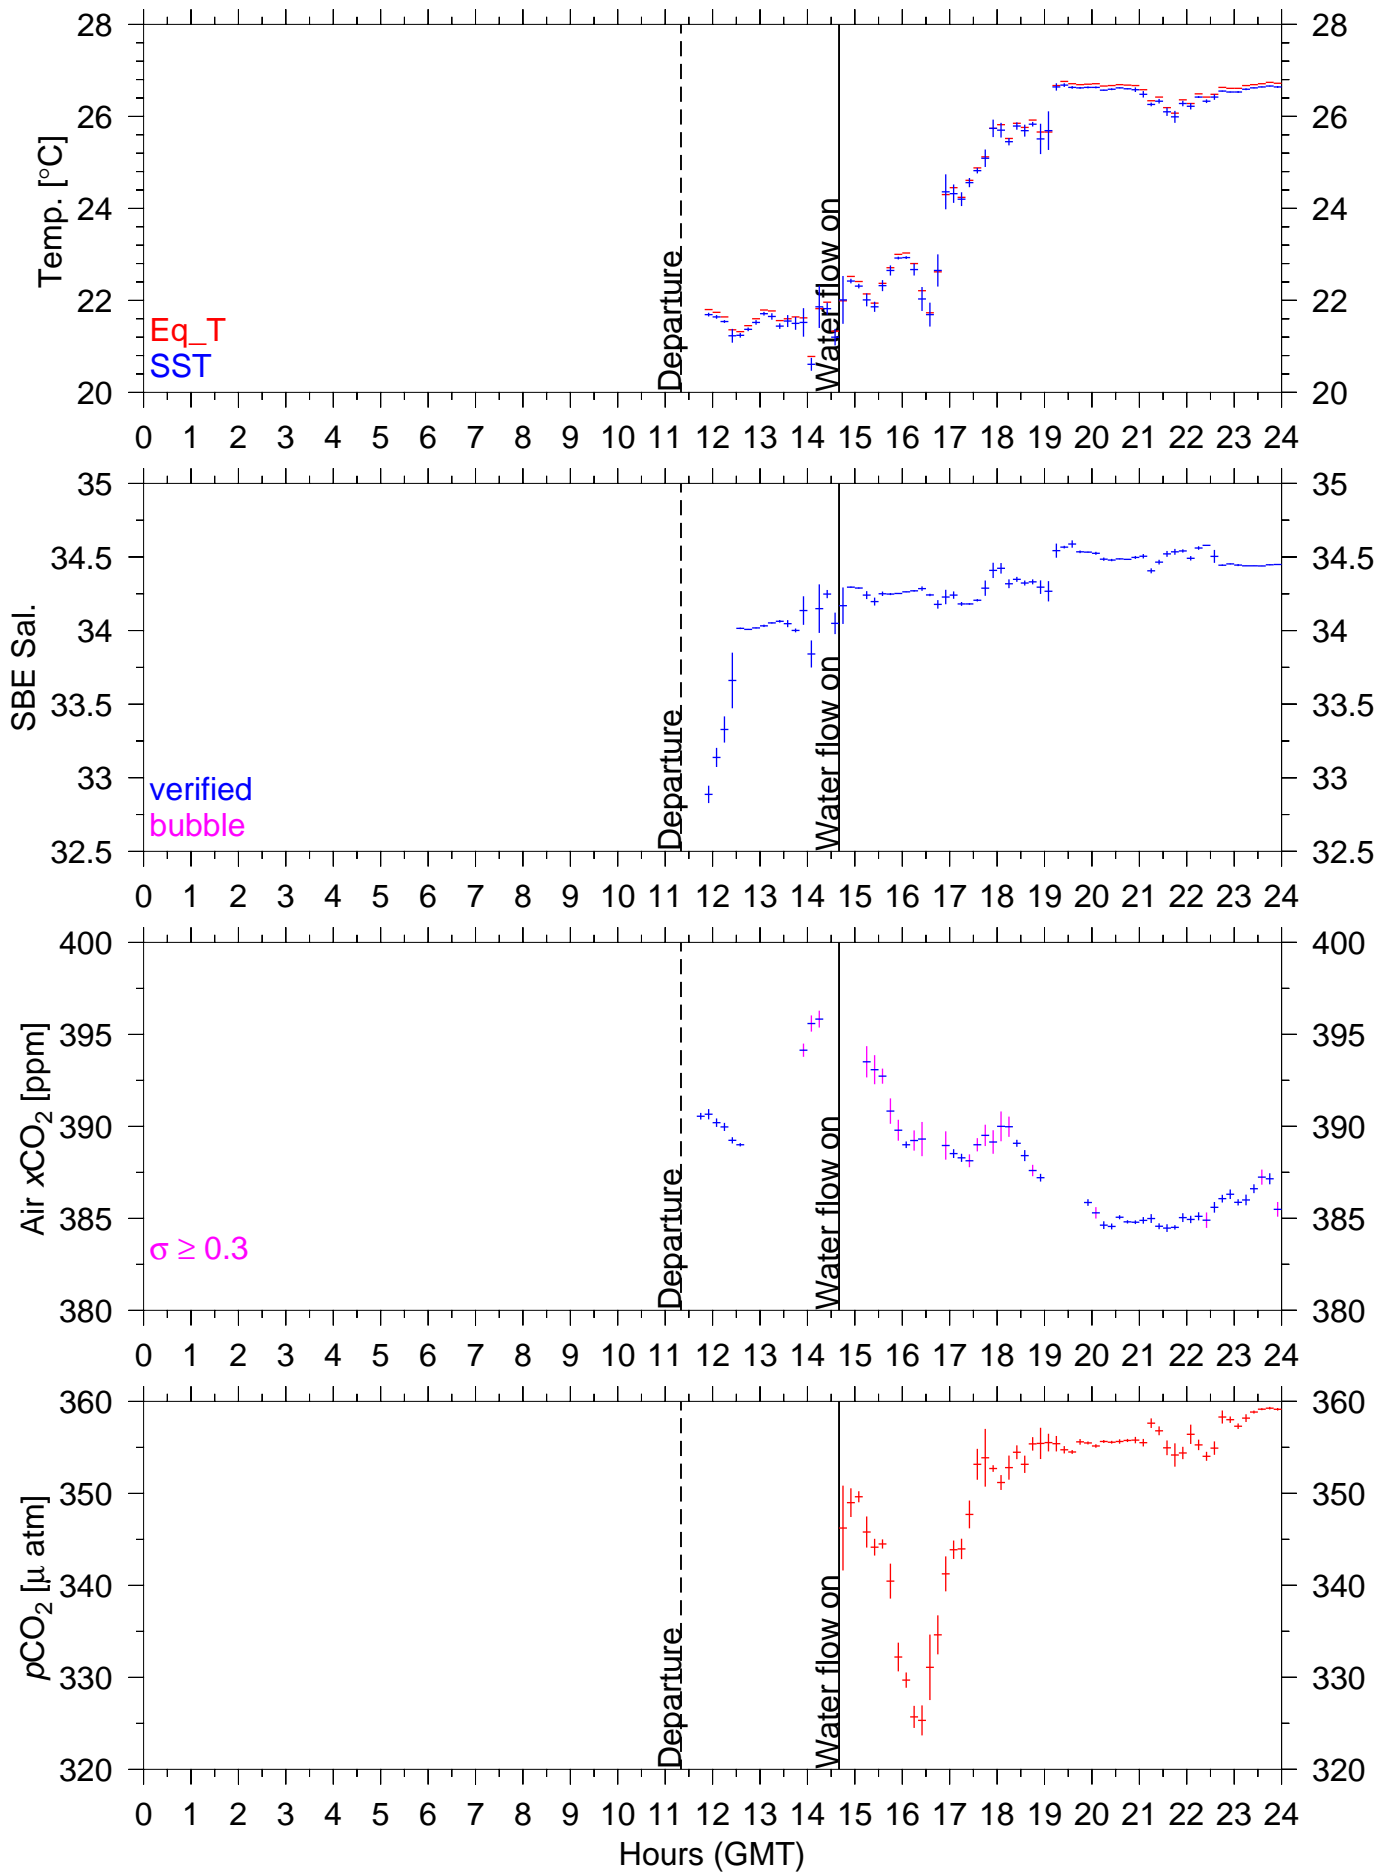 28 28
26 26
24 24
22 22
20 20
Temp. [°C]
Eq_T
SST
Departure
Water flow on
0 1 2 3 4 5 6 7 8 9 10 11 12 13 14 15 16 17 18 19 20 21 22 23 24
35 35
34.5 34.5
34 34
33.5 33.5
33 33
32.5 32.5
SBE Sal.
verified
bubble
Departure
Water flow on
0 1 2 3 4 5 6 7 8 9 10 11 12 13 14 15 16 17 18 19 20 21 22 23 24
400 400
395 395
390 390
385 385
380 380
Air xCO₂ [ppm]
σ ≥ 0.3
Departure
Water flow on
0 1 2 3 4 5 6 7 8 9 10 11 12 13 14 15 16 17 18 19 20 21 22 23 24
360 360
350 350
340 340
330 330
320 320
pCO₂ [µ atm]
Departure
Water flow on
0 1 2 3 4 5 6 7 8 9 10 11 12 13 14 15 16 17 18 19 20 21 22 23 24
Hours (GMT)